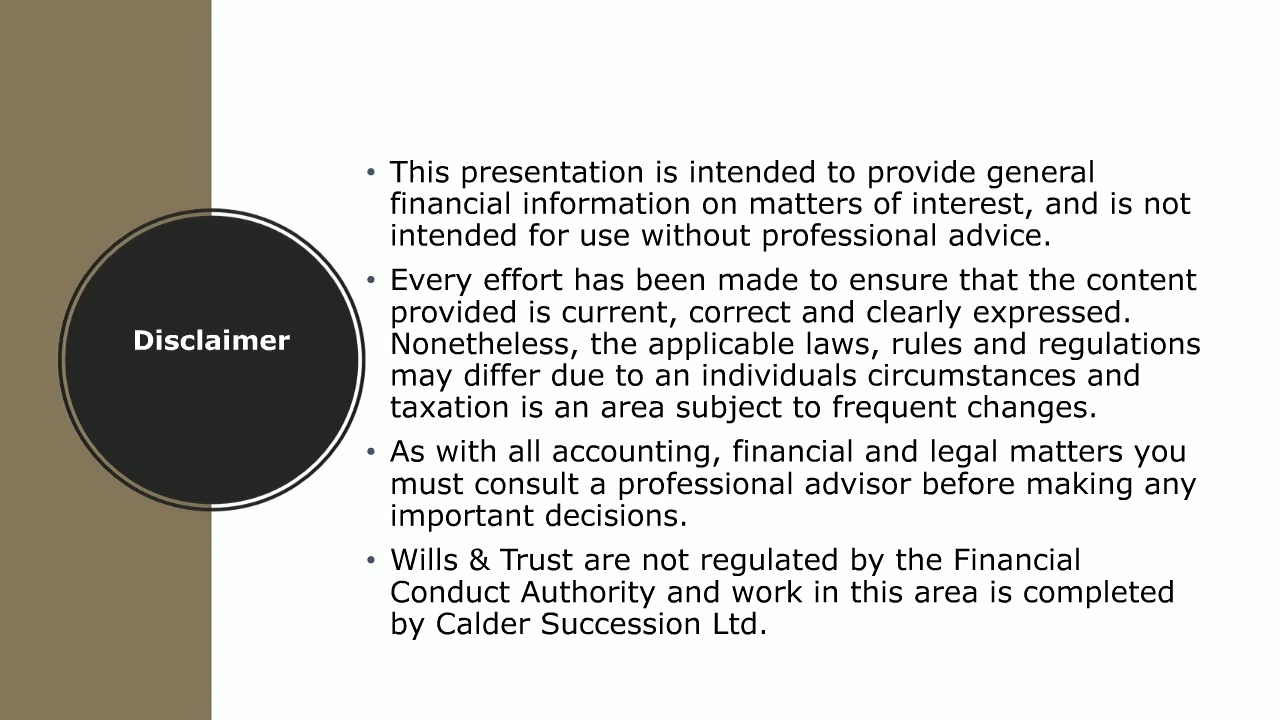 Disclaimer
• This presentation is intended to provide general
financial information on matters of interest, and is not
intended for use without professional advice.
• Every effort has been made to ensure that the content
provided is current, correct and clearly expressed.
Nonetheless, the applicable laws, rules and regulations
may differ due to an individuals circumstances and
taxation is an area subject to frequent changes.
• As with all accounting, financial and legal matters you
must consult a professional advisor before making any
important decisions.
• Wills & Trust are not regulated by the Financial
Conduct Authority and work in this area is completed
by Calder Succession Ltd.